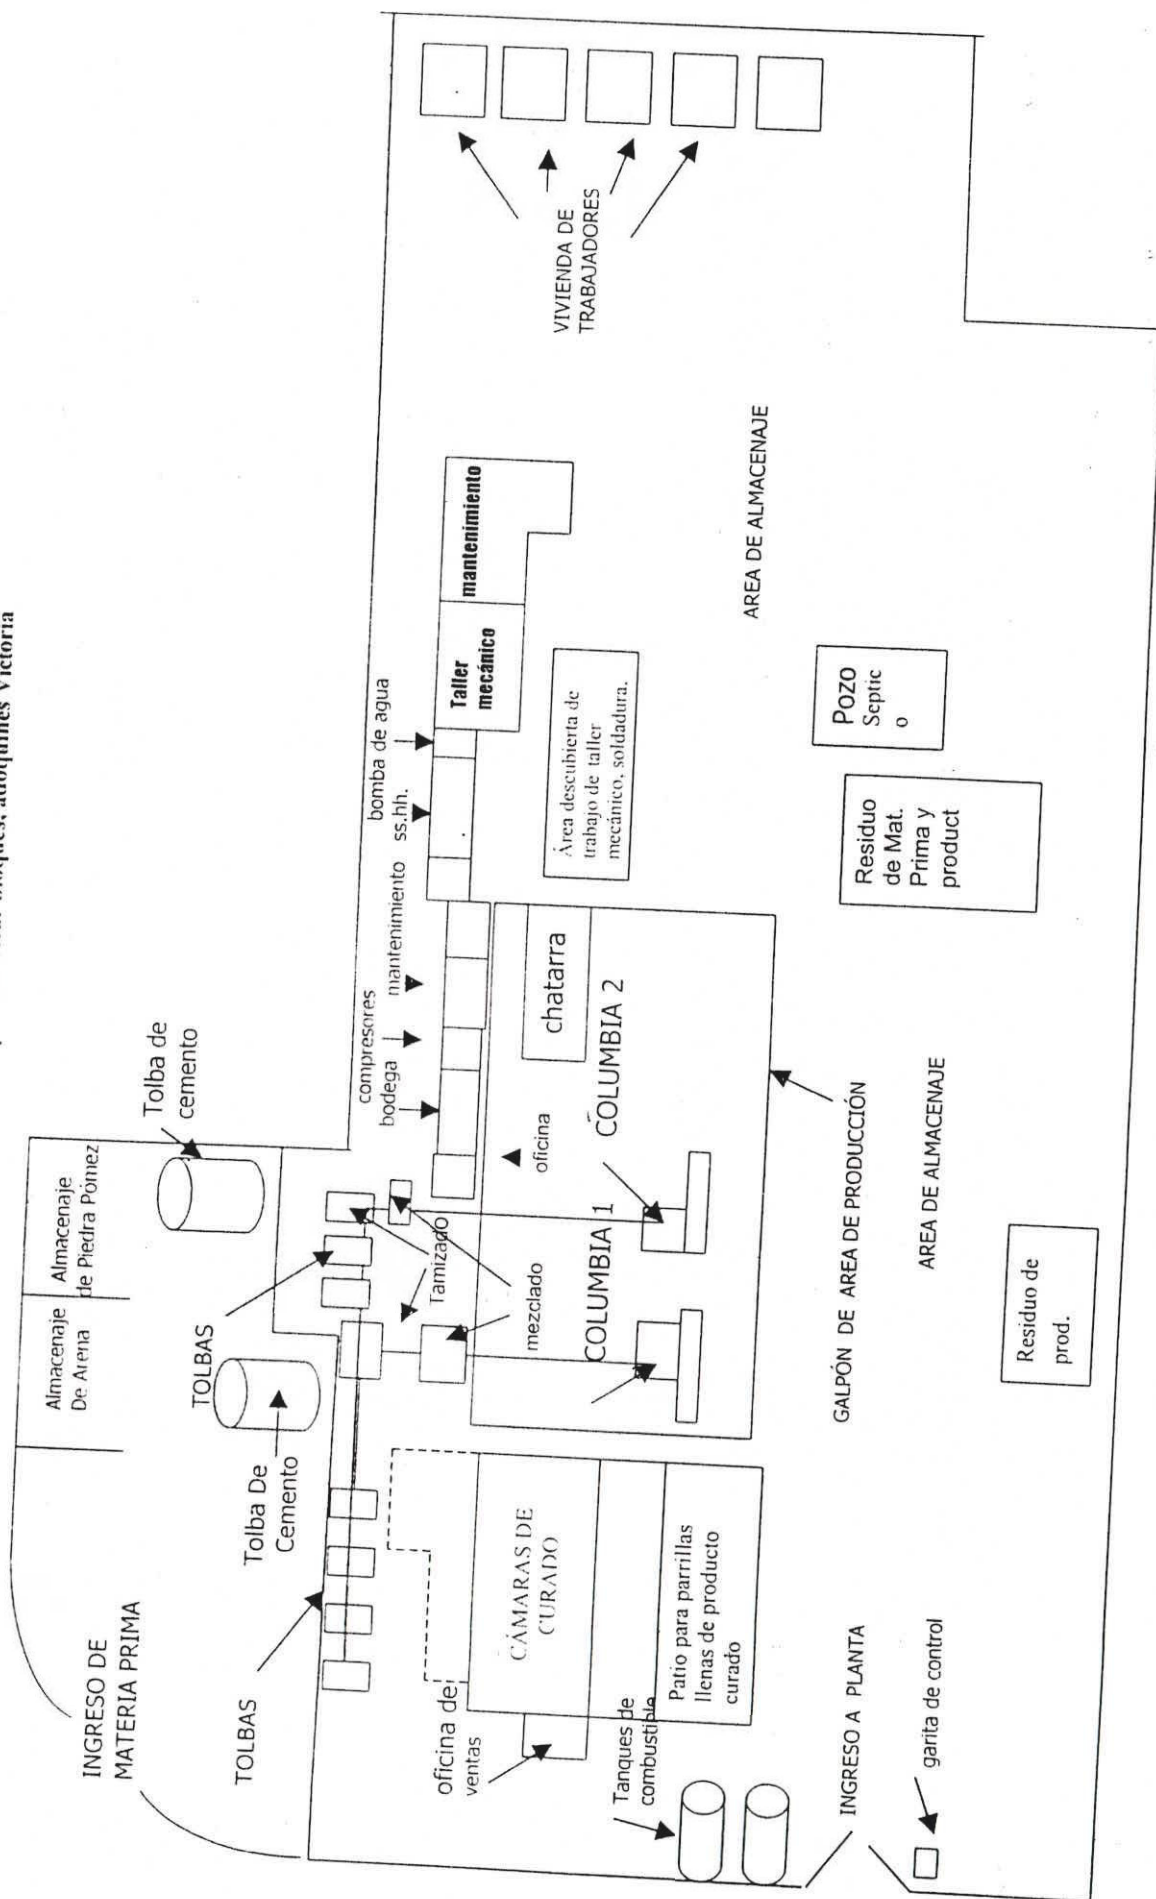 bloques, adoquines Victoria
INGRESO DE
MATERIA PRIMA
Almacenaje
De Arena
Almacenaje
de Piedra Pómez
Tolba de
cemento
TOLBAS
Tolba De
Cemento
TOLBAS
Tamizado
mezclado
bodega
compresores
mantenimiento
ss.hh.
bomba de agua
Taller
mecánico
mantenimiento
VIVIENDA DE
TRABAJADORES
oficina de
ventas
CÁMARAS DE
CURADO
COLUMBIA 1
COLUMBIA 2
oficina
chatarra
Área descubierta de
trabajo de taller
mecánico, soldadura.
AREA DE ALMACENAJE
Tanques de
combustible
Patio para parrillas
llenas de producto
curado
GALPÓN DE AREA DE PRODUCCIÓN
Residuo
de Mat.
Prima y
product
Pozo
Septic
o
INGRESO A PLANTA
garita de control
AREA DE ALMACENAJE
Residuo de
prod.